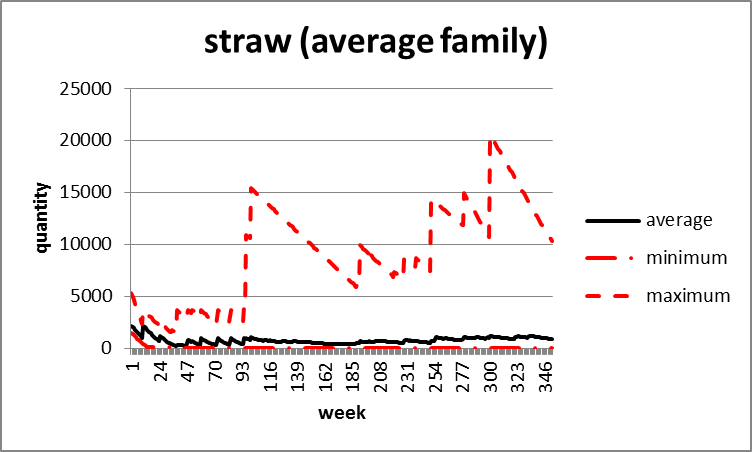 straw (average family)
25000
20000
15000
10000
5000
0
quantity
1 24 47 70 93 116 139 162 185 208 231 254 277 300 323 346
week
average
minimum
maximum